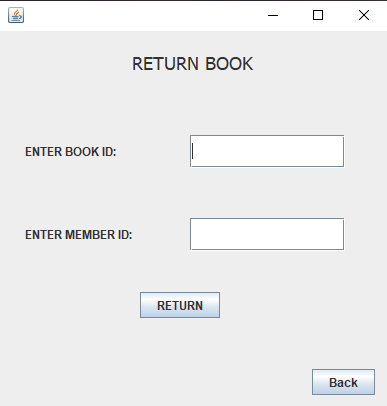 RETURN BOOK
ENTER BOOK ID:
ENTER MEMBER ID:
RETURN
Back